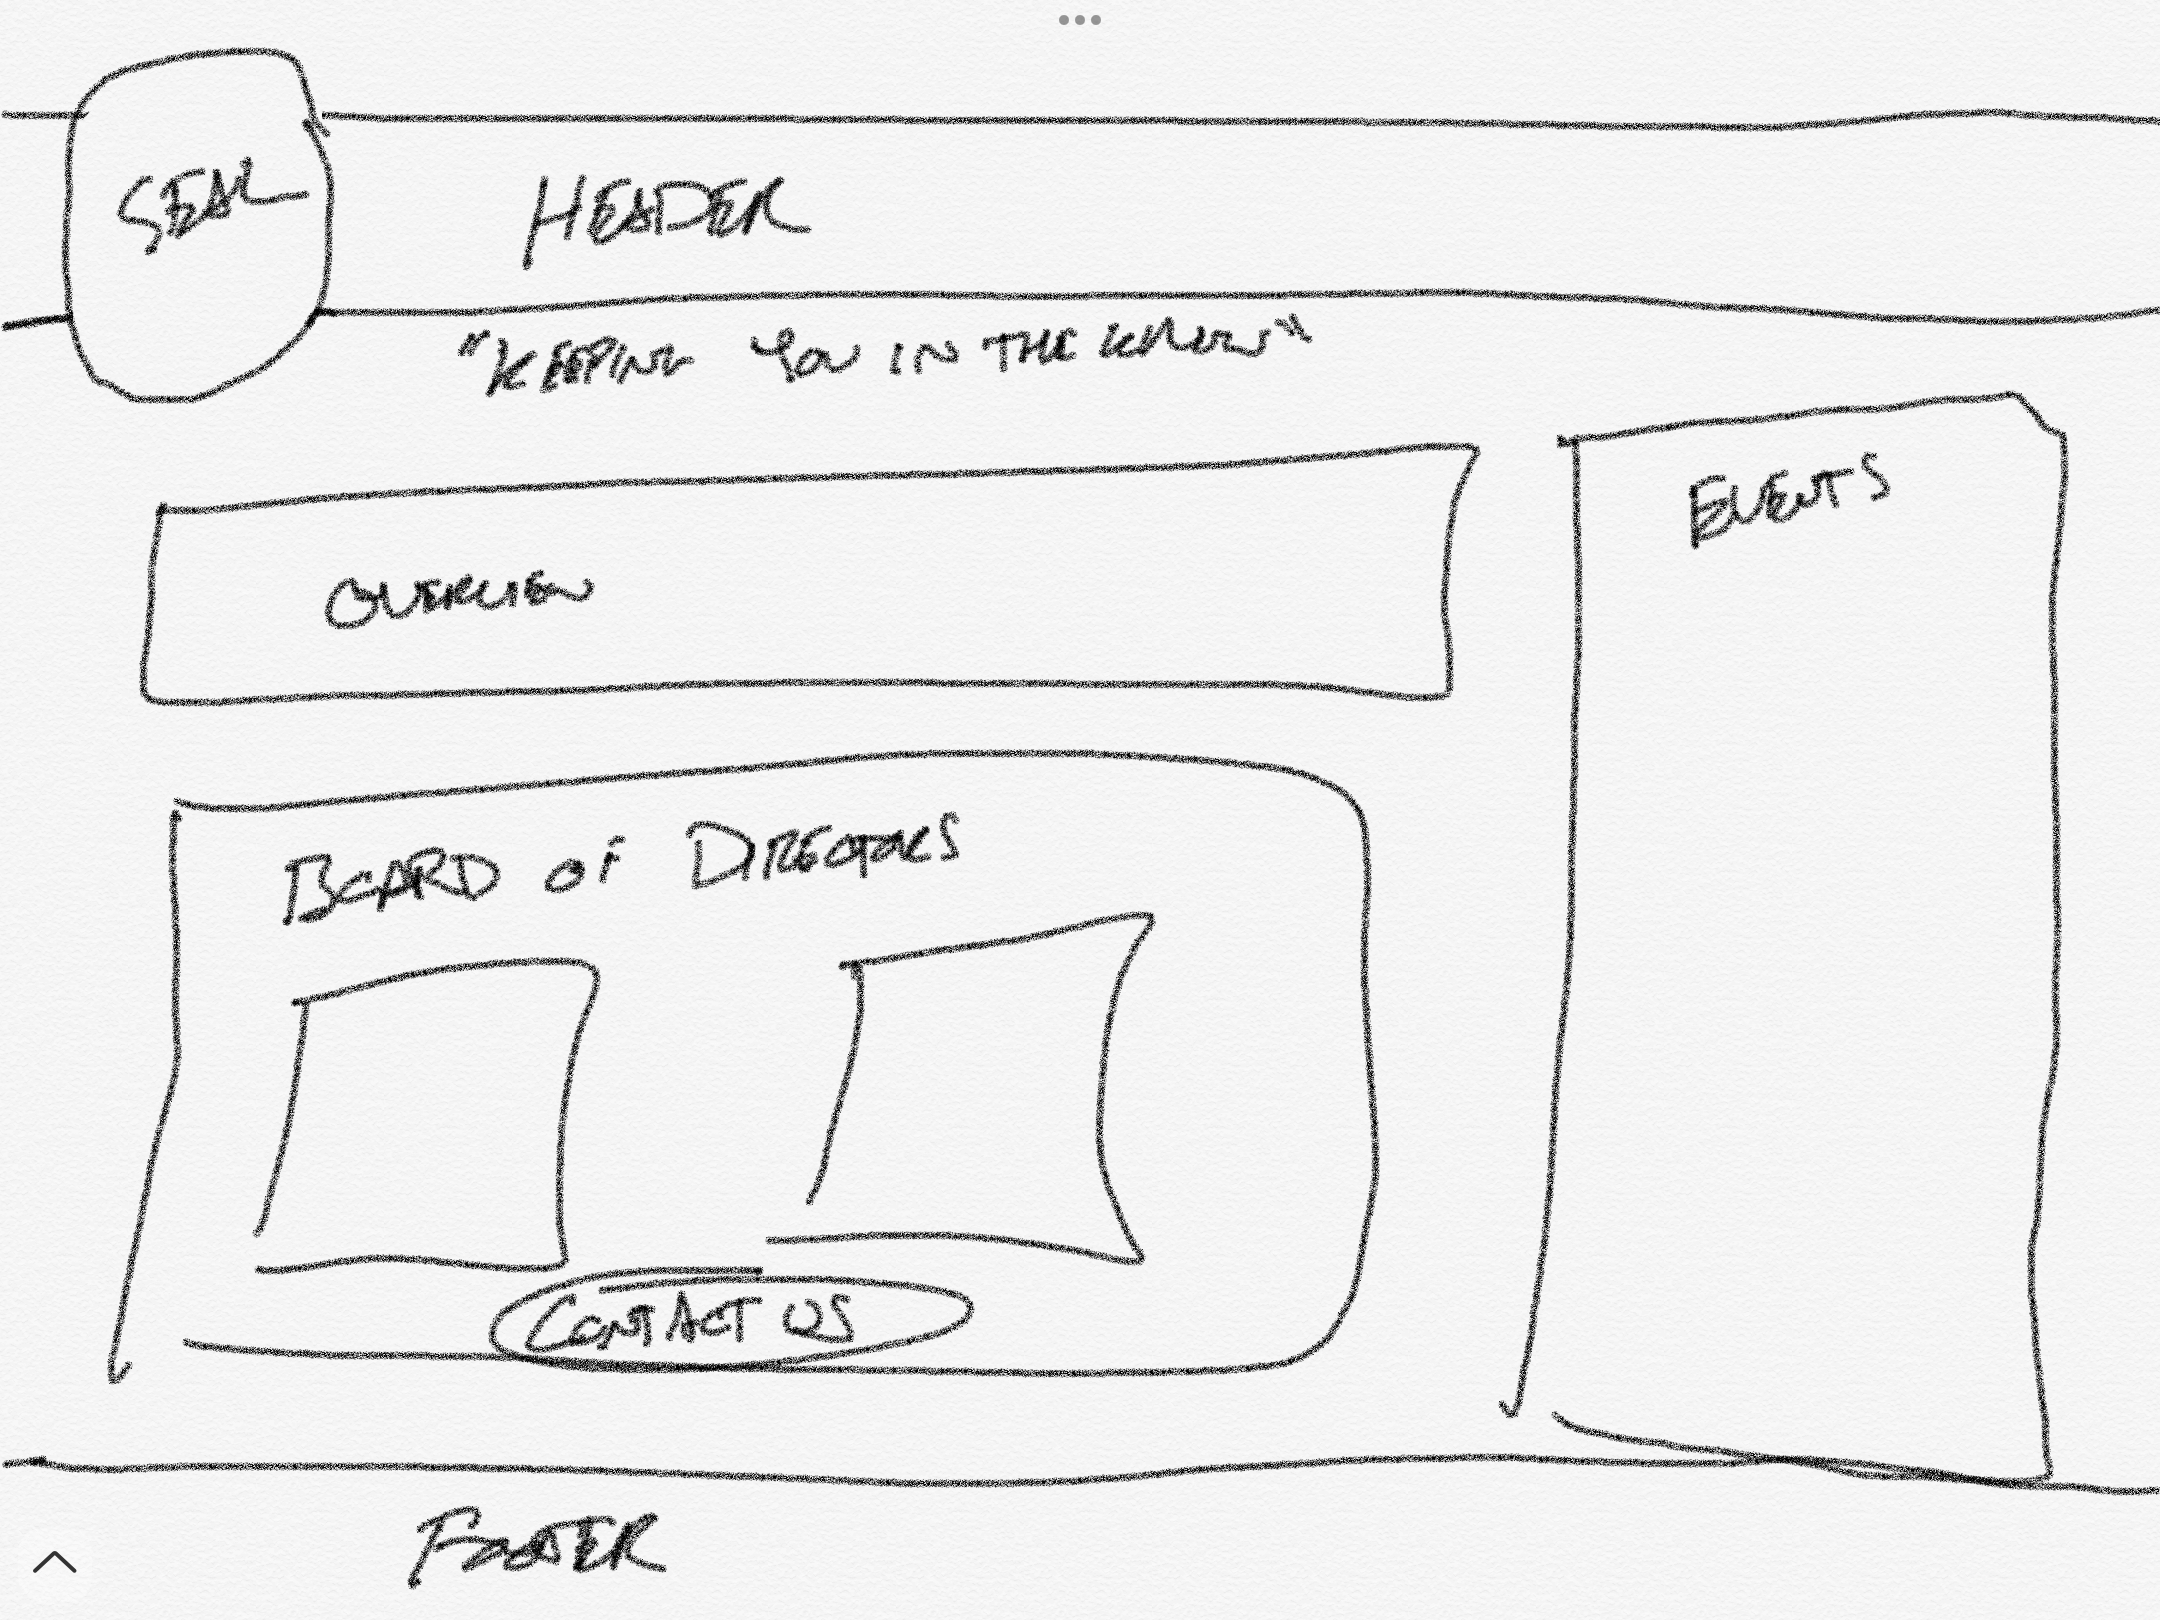 SEAL
HEADER
"KEEPING YOU IN THE KNOW"
EVENTS
OVERVIEW
BOARD OF DIRECTORS
CONTACT US
FOOTER